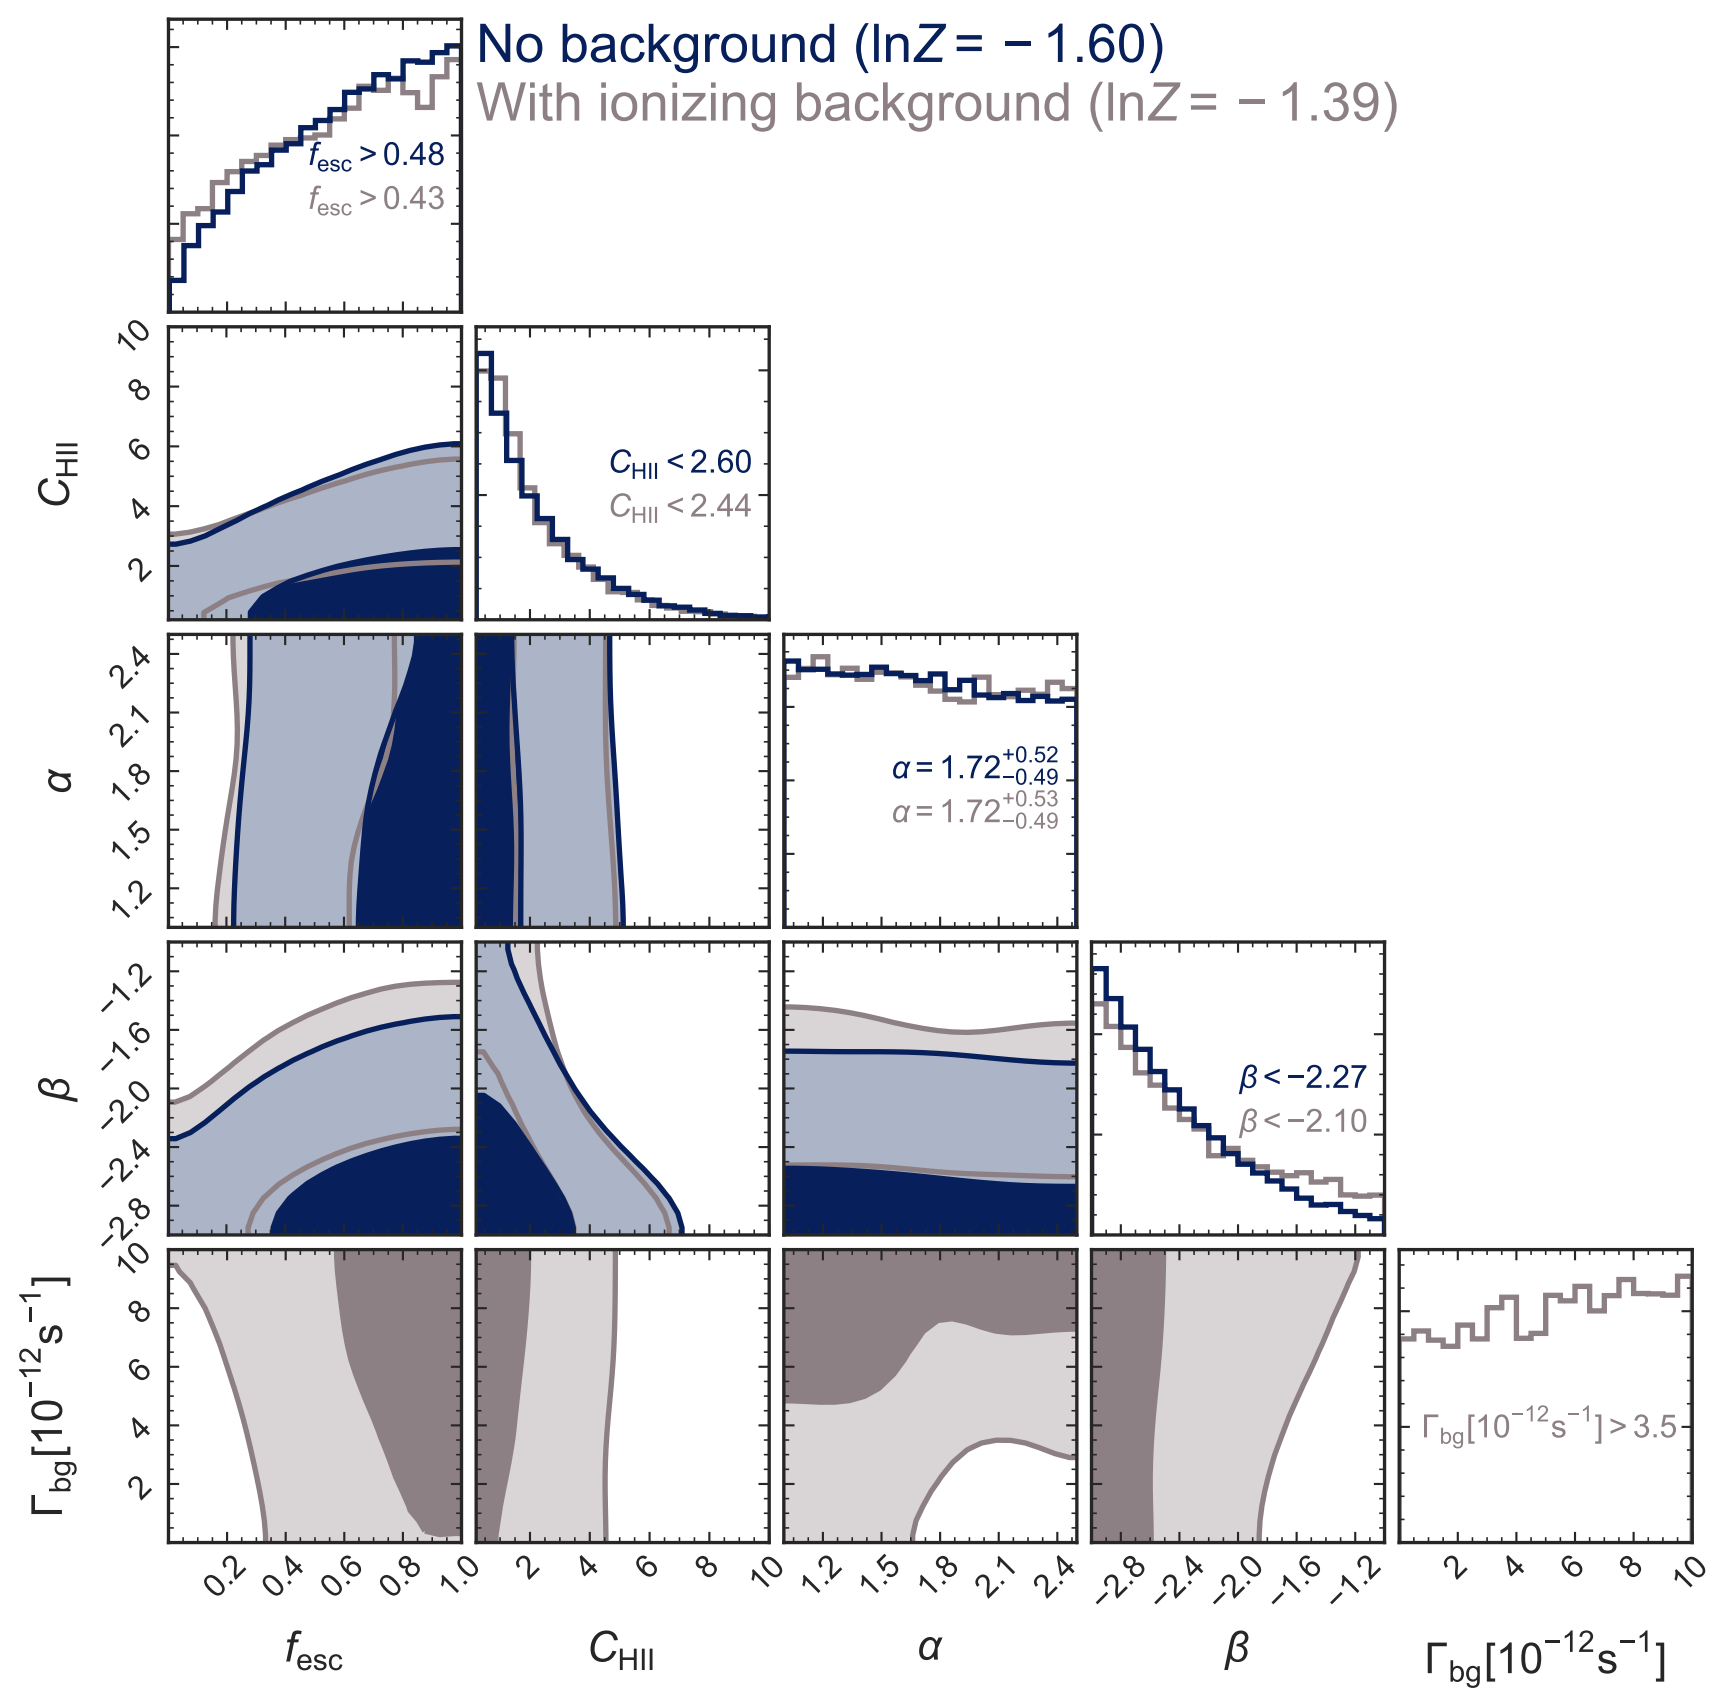 No background (lnZ = −1.60)
With ionizing background (lnZ = −1.39)
f_esc > 0.48
f_esc > 0.43
10
8
6
4
2
C_HII
C_HII < 2.60
C_HII < 2.44
2.4
2.1
1.8
1.5
1.2
α
α = 1.72^{+0.52}_{−0.49}
α = 1.72^{+0.53}_{−0.49}
−1.2
−1.6
−2.0
−2.4
−2.8
β
β < −2.27
β < −2.10
10
8
6
4
2
Γ_bg[10^{−12}s^{−1}]
Γ_bg[10^{−12}s^{−1}] > 3.5
0.2 0.4 0.6 0.8 1.0 2 4 6 8 10 1.2 1.5 1.8 2.1 2.4 −2.8 −2.4 −2.0 −1.6 −1.2 2 4 6 8 10
f_esc C_HII α β Γ_bg[10^{−12}s^{−1}]